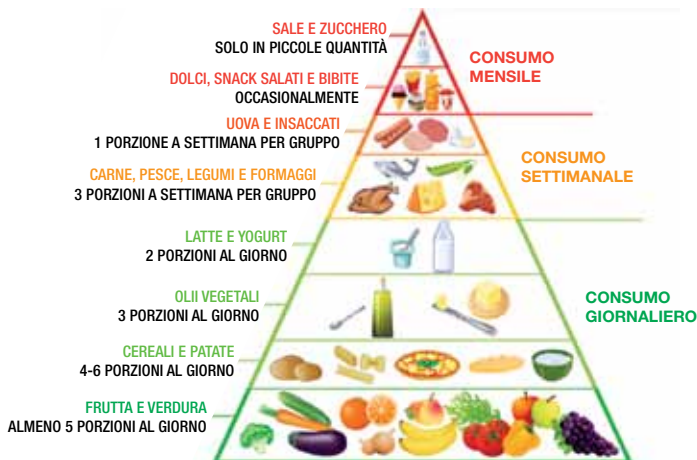 SALE E ZUCCHERO
SOLO IN PICCOLE QUANTITÀ
CONSUMO
MENSILE
DOLCI, SNACK SALATI E BIBITE
OCCASIONALMENTE
UOVA E INSACCATI
1 PORZIONE A SETTIMANA PER GRUPPO
CONSUMO
SETTIMANALE
CARNE, PESCE, LEGUMI E FORMAGGI
3 PORZIONI A SETTIMANA PER GRUPPO
LATTE E YOGURT
2 PORZIONI AL GIORNO
OLII VEGETALI
3 PORZIONI AL GIORNO
CONSUMO
GIORNALIERO
CEREALI E PATATE
4-6 PORZIONI AL GIORNO
FRUTTA E VERDURA
ALMENO 5 PORZIONI AL GIORNO